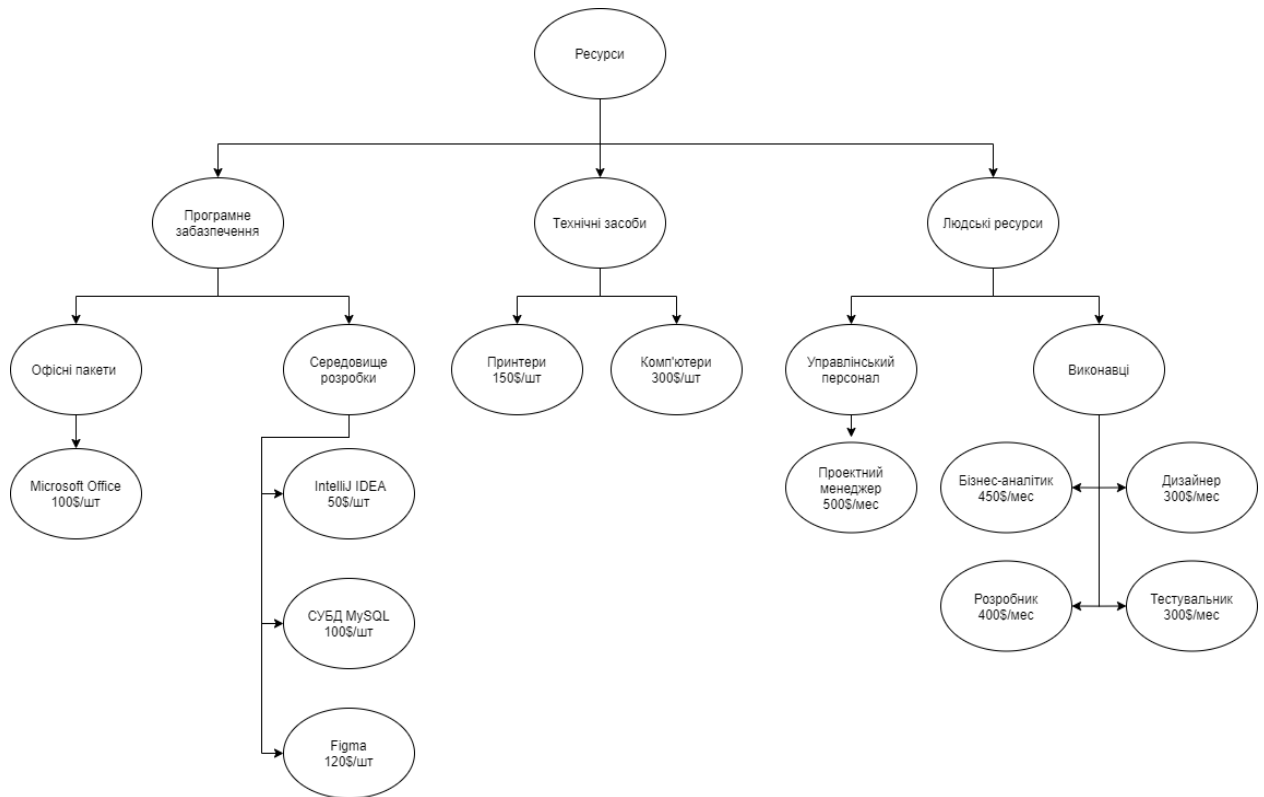 Ресурси
Програмне
забазпечення
Технічні засоби
Людські ресурси
Офісні пакети
Середовище
розробки
Принтери
150$/шт
Комп'ютери
300$/шт
Управлінський
персонал
Виконавці
Microsoft Office
100$/шт
IntelliJ IDEA
50$/шт
Проектний
менеджер
500$/мес
Бізнес-аналітик
450$/мес
Дизайнер
300$/мес
СУБД MySQL
100$/шт
Розробник
400$/мес
Тестувальник
300$/мес
Figma
120$/шт